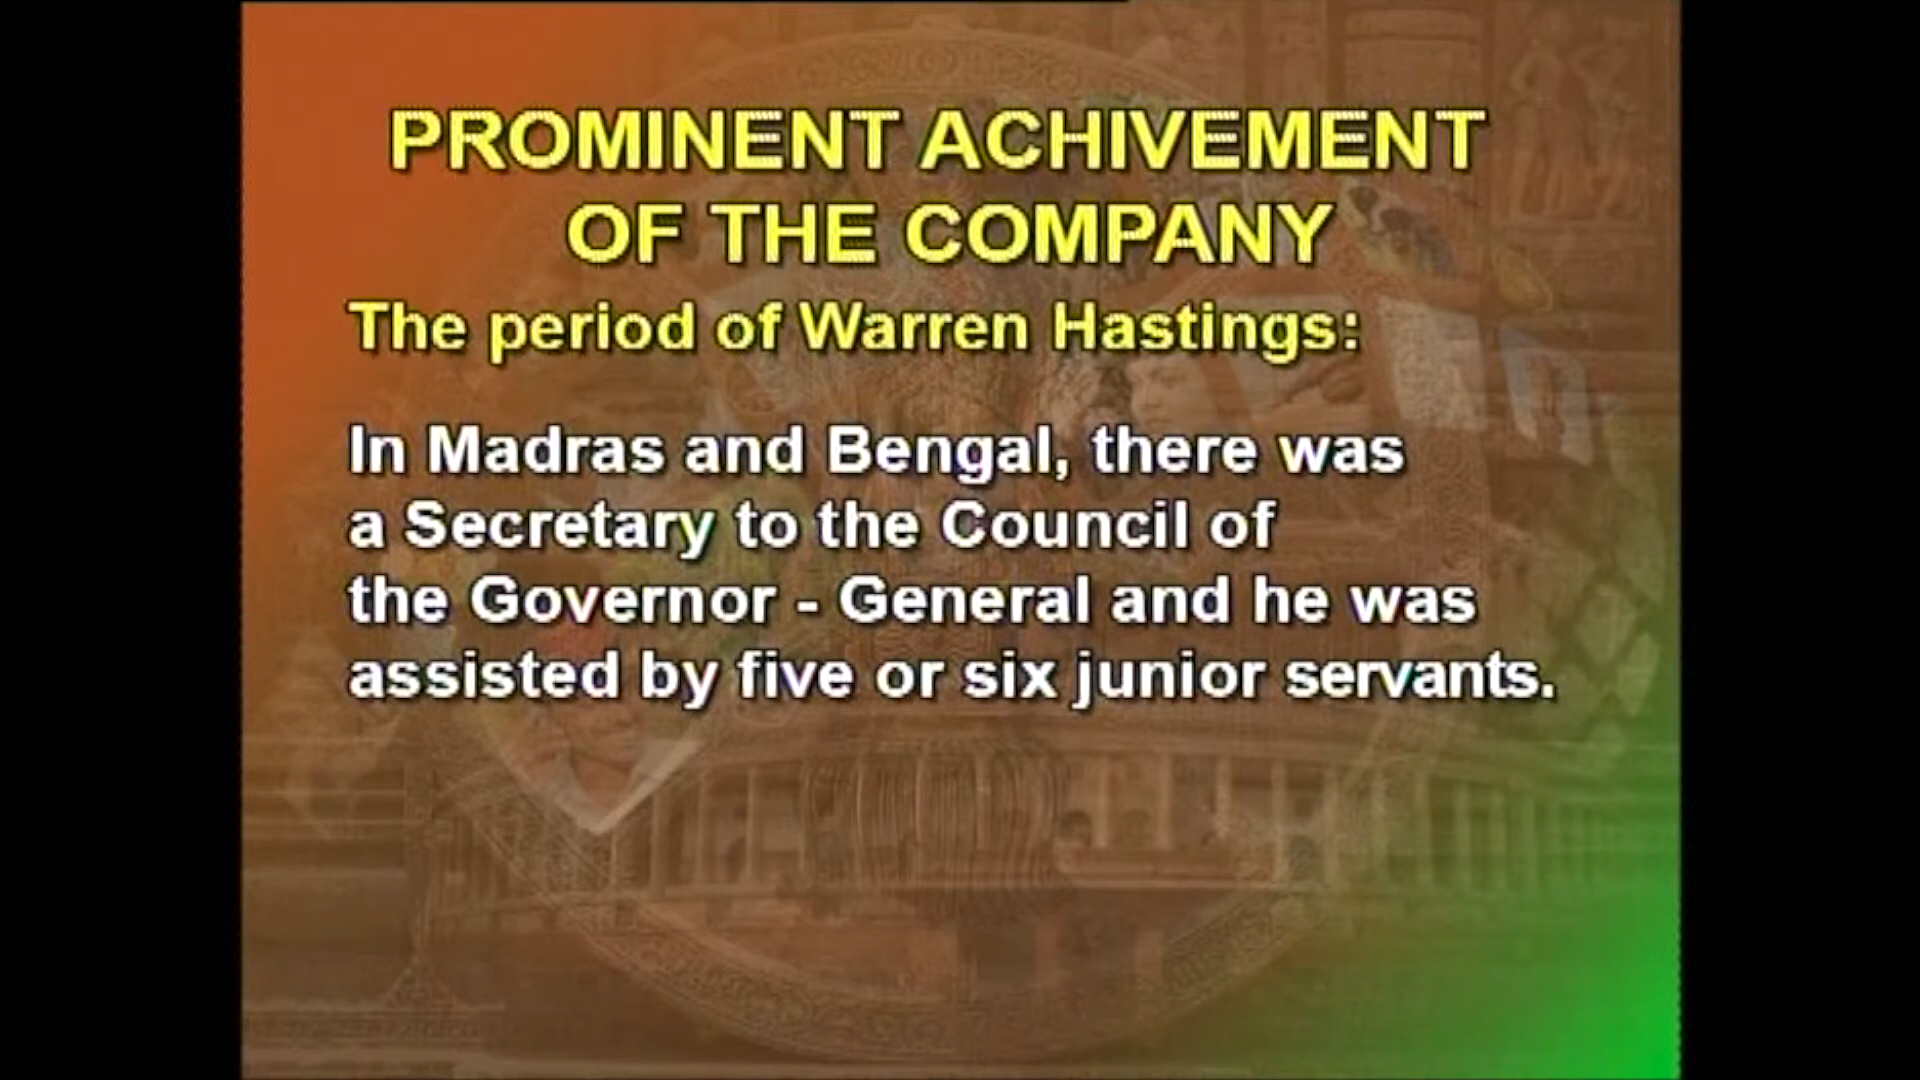 PROMINENT ACHIVEMENT
OF THE COMPANY
The period of Warren Hastings:
In Madras and Bengal, there was
a Secretary to the Council of
the Governor - General and he was
assisted by five or six junior servants.